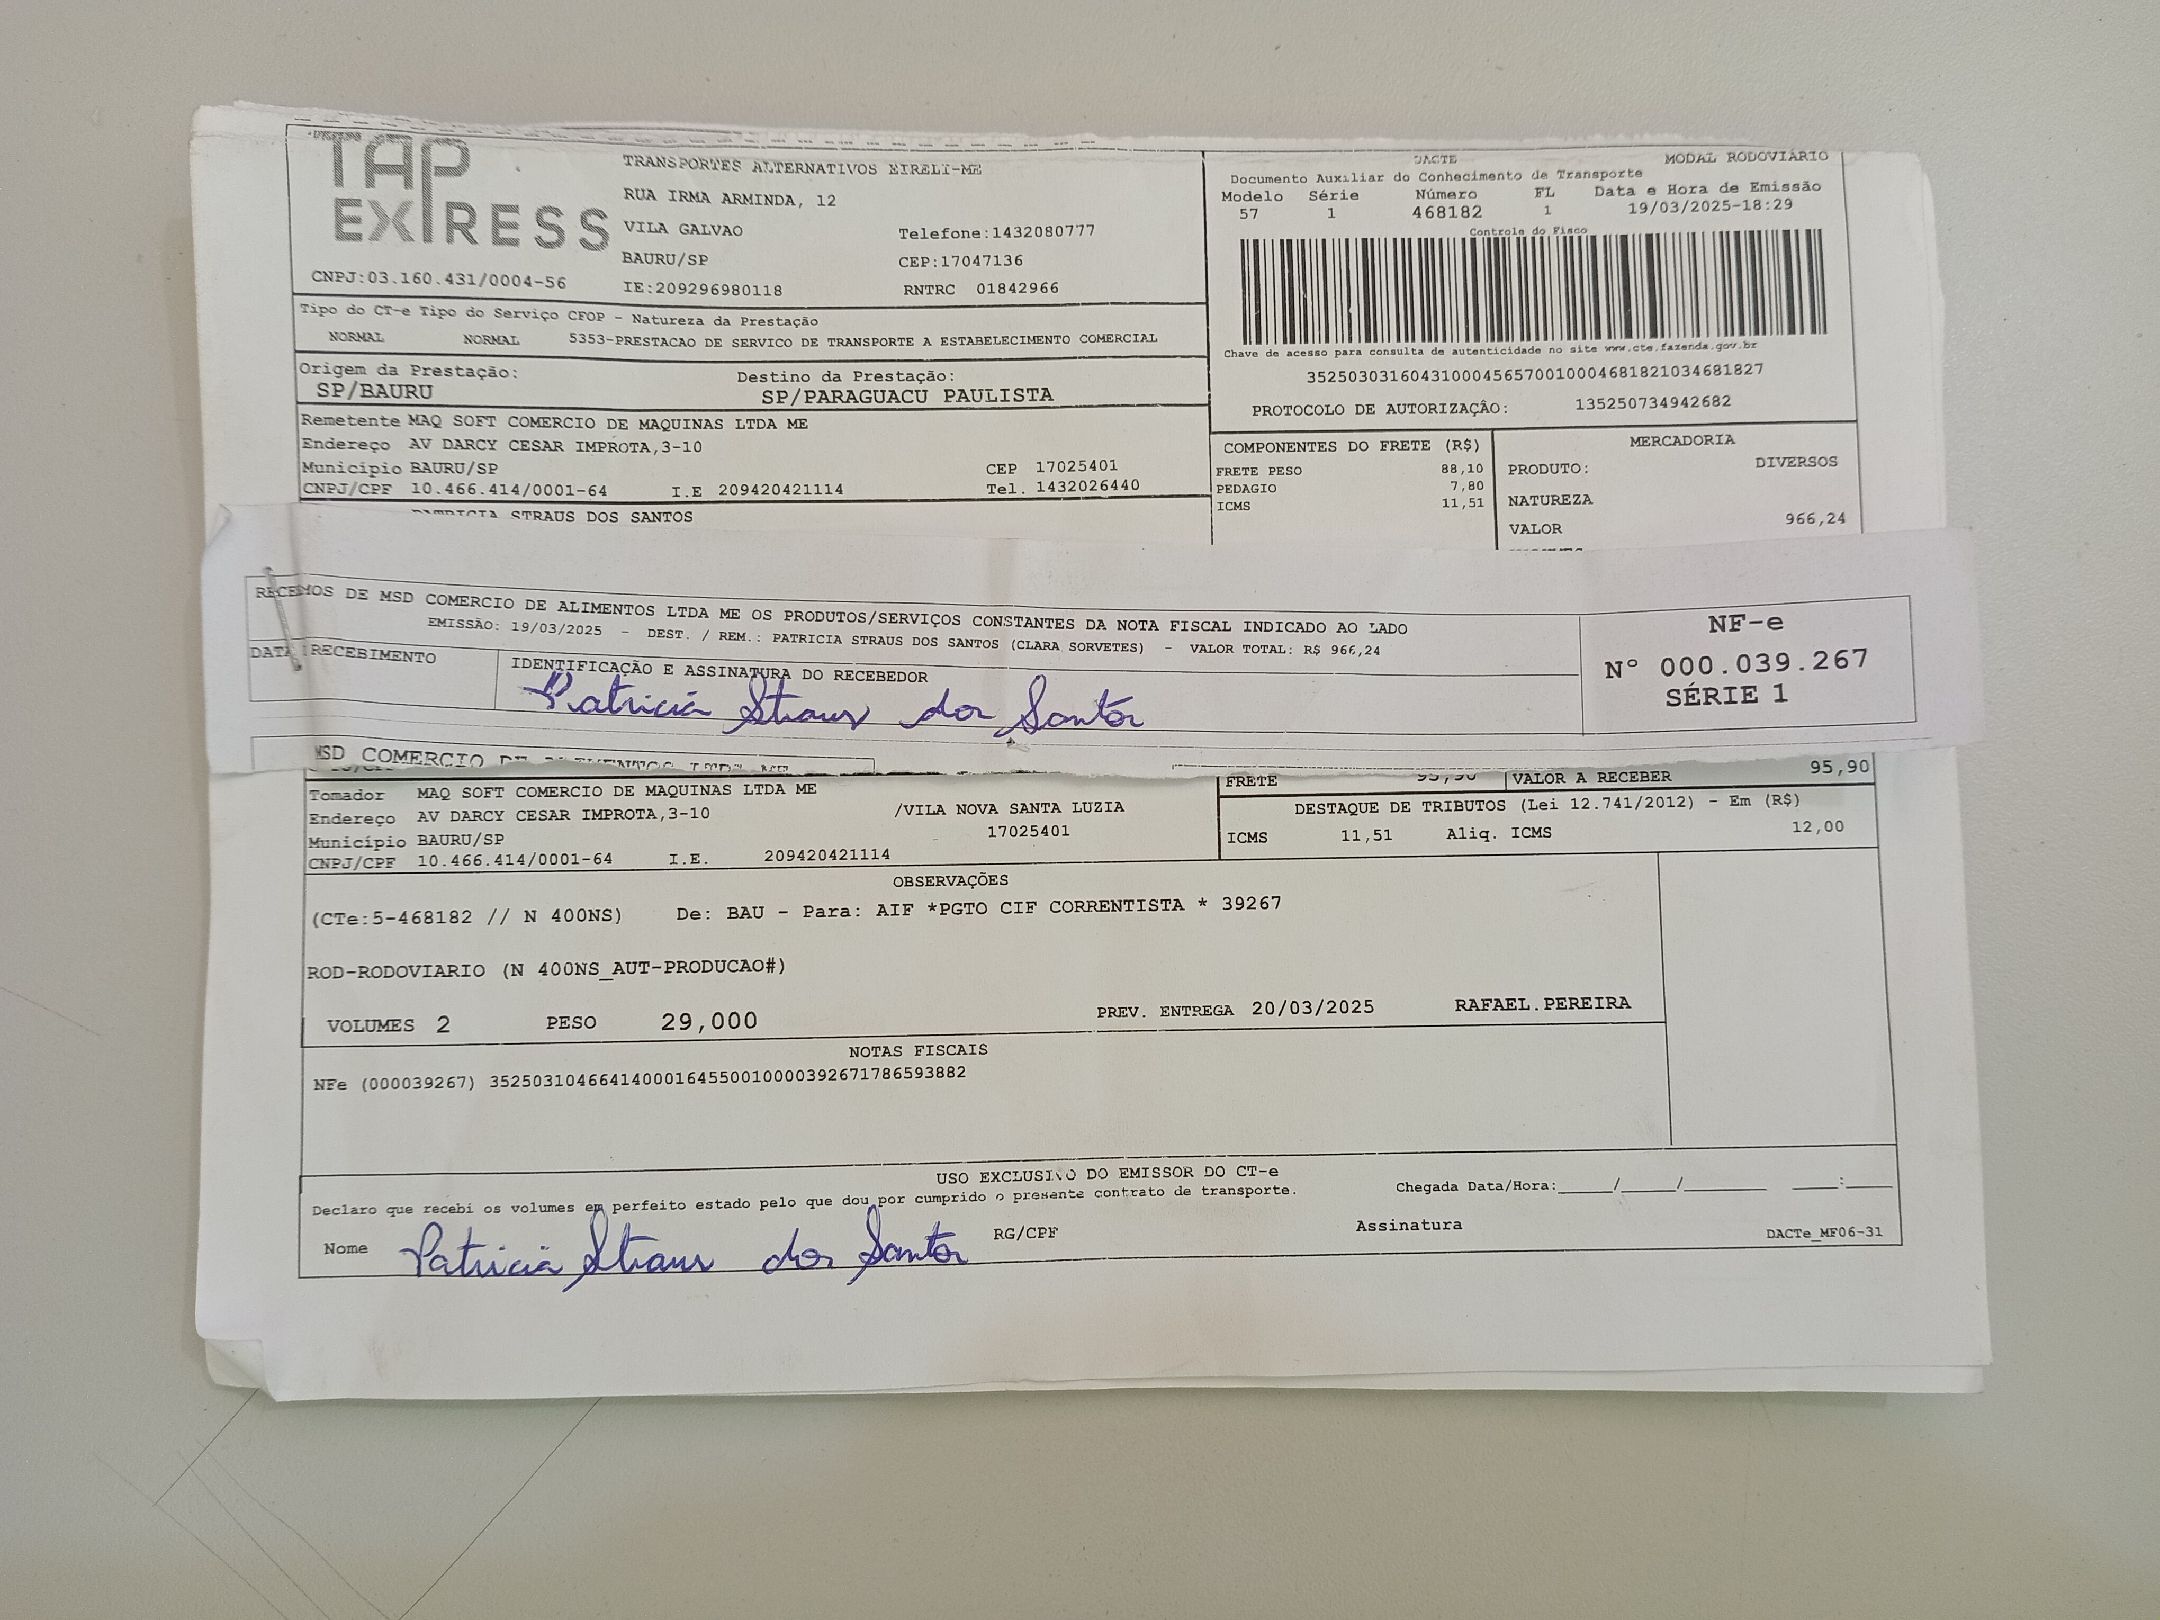 TAP
EXPRESS
TRANSPORTES ALTERNATIVOS EIRELI-ME
RUA IRMA ARMINDA, 12
VILA GALVAO Telefone:1432080777
BAURU/SP CEP:17047136
CNPJ:03.160.431/0004-56 IE:209296980118 RNTRC 01842966
DACTE MODAL RODOVIÁRIO
Documento Auxiliar do Conhecimento de Transporte
Modelo Série Número FL Data e Hora de Emissão
57 1 468182 1 19/03/2025-18:29
Controle do Fisco
Chave de acesso para consulta de autenticidade no site www.cte.fazenda.gov.br
35250303160431000456570010004681821034681827
PROTOCOLO DE AUTORIZAÇÃO: 135250734942682
Tipo do CT-e Tipo do Serviço CFOP - Natureza da Prestação
NORMAL NORMAL 5353-PRESTACAO DE SERVICO DE TRANSPORTE A ESTABELECIMENTO COMERCIAL
Origem da Prestação: Destino da Prestação:
SP/BAURU SP/PARAGUACU PAULISTA
Remetente MAQ SOFT COMERCIO DE MAQUINAS LTDA ME
Endereço AV DARCY CESAR IMPROTA,3-10
Município BAURU/SP CEP 17025401
CNPJ/CPF 10.466.414/0001-64 I.E 209420421114 Tel. 1432026440
PATRICIA STRAUS DOS SANTOS
COMPONENTES DO FRETE (R$)
FRETE PESO 88,10
PEDAGIO 7,80
ICMS 11,51
MERCADORIA
PRODUTO: DIVERSOS
NATUREZA
VALOR 966,24
RECEBEMOS DE MSD COMERCIO DE ALIMENTOS LTDA ME OS PRODUTOS/SERVIÇOS CONSTANTES DA NOTA FISCAL INDICADO AO LADO
EMISSÃO: 19/03/2025 - DEST. / REM.: PATRICIA STRAUS DOS SANTOS (CLARA SORVETES) - VALOR TOTAL: R$ 966,24
DATA RECEBIMENTO IDENTIFICAÇÃO E ASSINATURA DO RECEBEDOR
Patricia Straus dos Santos
NF-e
Nº 000.039.267
SÉRIE 1
MSD COMERCIO DE ALIMENTOS LTDA ME
FRETE 95,90 VALOR A RECEBER 95,90
Tomador MAQ SOFT COMERCIO DE MAQUINAS LTDA ME
Endereço AV DARCY CESAR IMPROTA,3-10 /VILA NOVA SANTA LUZIA
Município BAURU/SP 17025401
CNPJ/CPF 10.466.414/0001-64 I.E. 209420421114
DESTAQUE DE TRIBUTOS (Lei 12.741/2012) - Em (R$)
ICMS 11,51 Aliq. ICMS 12,00
OBSERVAÇÕES
(CTe:5-468182 // N 400NS) De: BAU - Para: AIF *PGTO CIF CORRENTISTA * 39267
ROD-RODOVIARIO (N 400NS_AUT-PRODUCAO#)
VOLUMES 2 PESO 29,000 PREV. ENTREGA 20/03/2025 RAFAEL.PEREIRA
NOTAS FISCAIS
NFe (000039267) 35250310466414000164550010000392671786593882
USO EXCLUSIVO DO EMISSOR DO CT-e
Declaro que recebi os volumes em perfeito estado pelo que dou por cumprido o presente contrato de transporte. Chegada Data/Hora:_____/_____/________ ____:____
Nome Patricia Straus dos Santos RG/CPF Assinatura DACTe_MF06-31